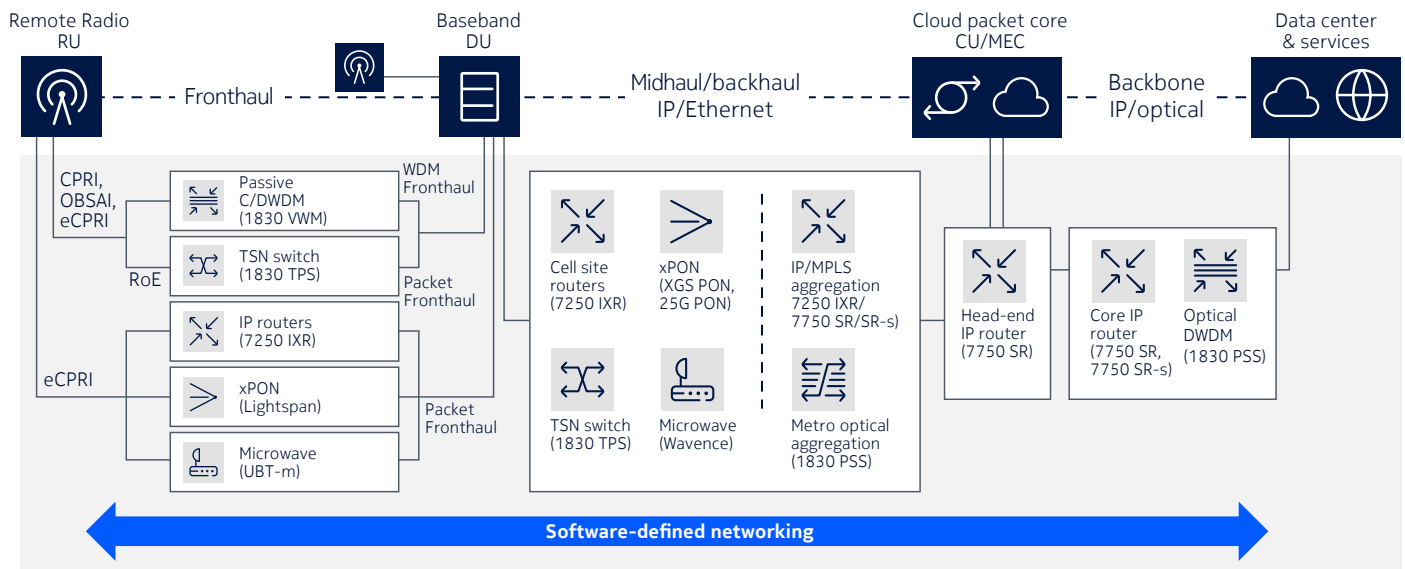 Remote Radio
RU
Baseband
DU
Cloud packet core
CU/MEC
Data center
& services
Fronthaul
Midhaul/backhaul
IP/Ethernet
Backbone
IP/optical
CPRI,
OBSAI,
eCPRI
RoE
eCPRI
Passive
C/DWDM
(1830 VWM)
TSN switch
(1830 TPS)
IP routers
(7250 IXR)
xPON
(Lightspan)
Microwave
(UBT-m)
WDM
Fronthaul
Packet
Fronthaul
Packet
Fronthaul
Cell site
routers
(7250 IXR)
xPON
(XGS PON,
25G PON)
IP/MPLS
aggregation
7250 IXR/
7750 SR/SR-s)
TSN switch
(1830 TPS)
Microwave
(Wavence)
Metro optical
aggregation
(1830 PSS)
Head-end
IP router
(7750 SR)
Core IP
router
(7750 SR,
7750 SR-s)
Optical
DWDM
(1830 PSS)
Software-defined networking